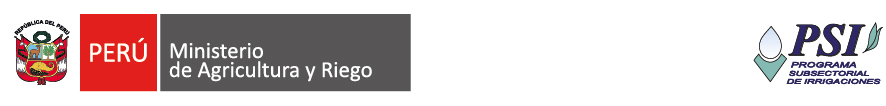 REPÚBLICA DEL PERÚ
PERÚ
Ministerio
de Agricultura y Riego
PSI
PROGRAMA
SUBSECTORIAL
DE IRRIGACIONES